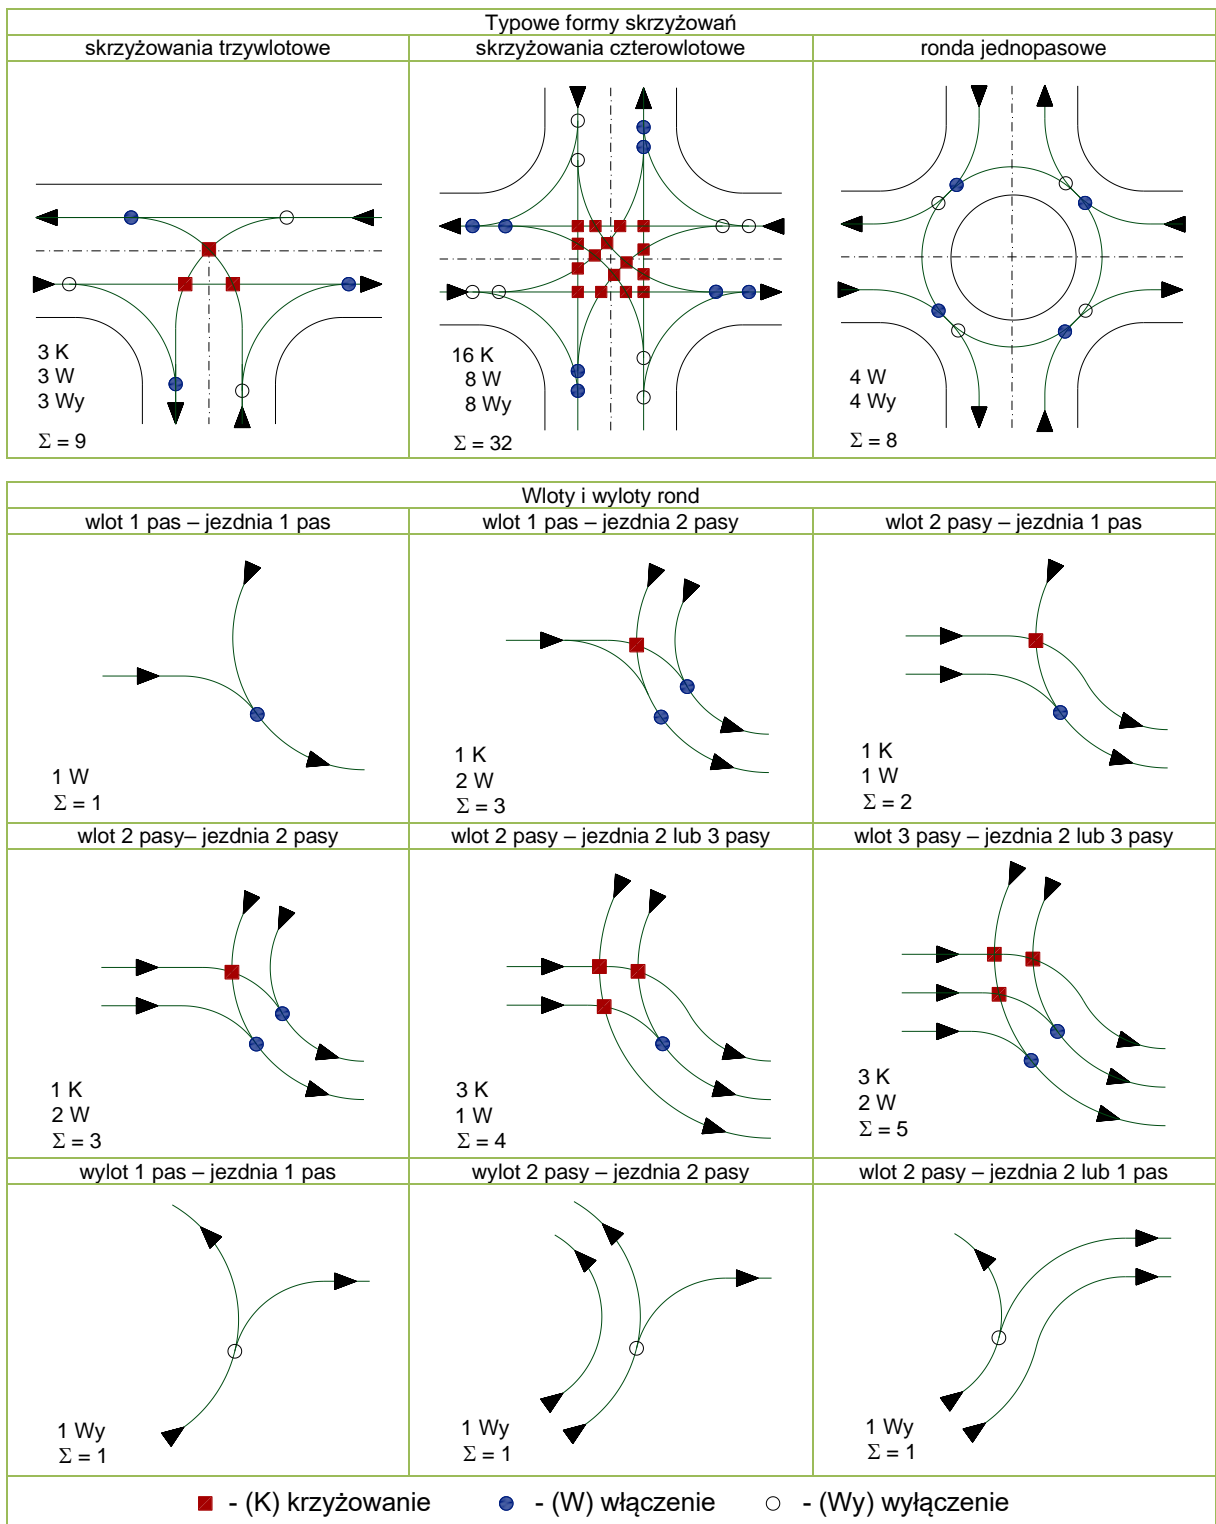 Typowe formy skrzyżowań
skrzyżowania trzywlotowe
skrzyżowania czterowlotowe
ronda jednopasowe
3 K
3 W
3 Wy
Σ = 9
16 K
8 W
8 Wy
Σ = 32
4 W
4 Wy
Σ = 8
Wloty i wyloty rond
wlot 1 pas – jezdnia 1 pas
wlot 1 pas – jezdnia 2 pasy
wlot 2 pasy – jezdnia 1 pas
1 W
Σ = 1
1 K
2 W
Σ = 3
1 K
1 W
Σ = 2
wlot 2 pasy– jezdnia 2 pasy
wlot 2 pasy – jezdnia 2 lub 3 pasy
wlot 3 pasy – jezdnia 2 lub 3 pasy
1 K
2 W
Σ = 3
3 K
1 W
Σ = 4
3 K
2 W
Σ = 5
wylot 1 pas – jezdnia 1 pas
wylot 2 pasy – jezdnia 2 pasy
wlot 2 pasy – jezdnia 2 lub 1 pas
1 Wy
Σ = 1
1 Wy
Σ = 1
1 Wy
Σ = 1
- (K) krzyżowanie - (W) włączenie - (Wy) wyłączenie